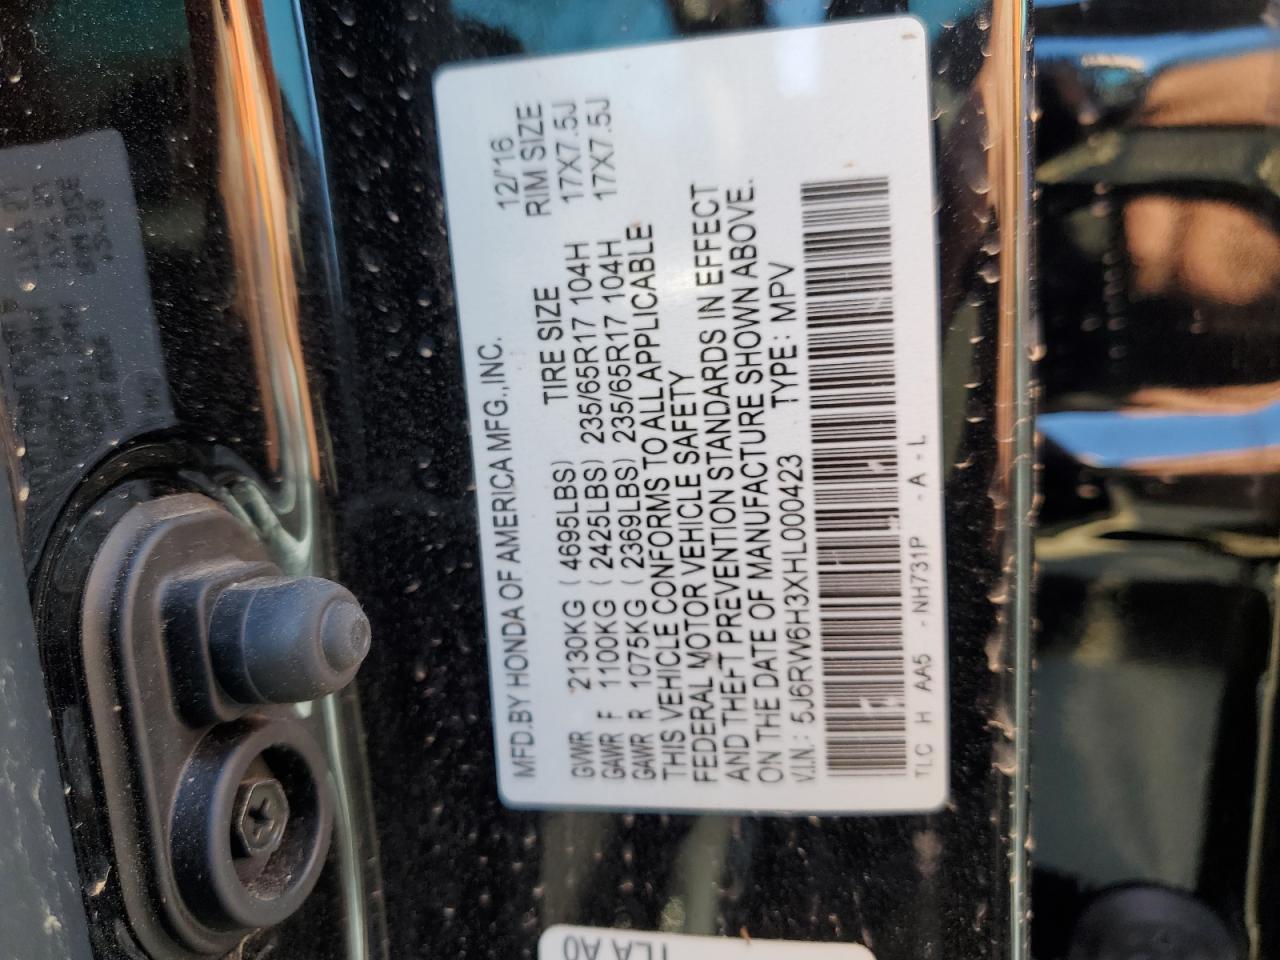 MFD.BY HONDA OF AMERICA MFG.,INC. 12/'16
TIRE SIZE RIM SIZE
GVWR 2130KG ( 4695LBS)
GAWR F 1100KG ( 2425LBS) 235/65R17 104H 17X7.5J
GAWR R 1075KG ( 2369LBS) 235/65R17 104H 17X7.5J
THIS VEHICLE CONFORMS TO ALL APPLICABLE
FEDERAL MOTOR VEHICLE SAFETY
AND THEFT PREVENTION STANDARDS IN EFFECT
ON THE DATE OF MANUFACTURE SHOWN ABOVE.
V.I.N.: 5J6RW6H3XHL000423 TYPE: MPV
TLC H AA5 -NH731P -A-L
TLA A0